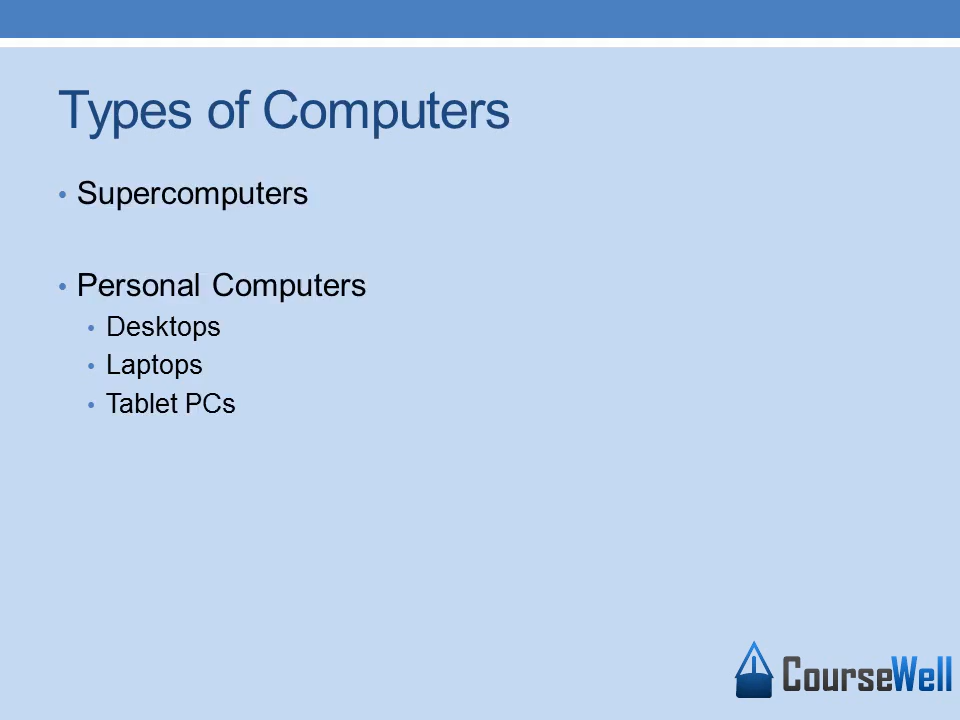 Types of Computers
• Supercomputers
• Personal Computers
• Desktops
• Laptops
• Tablet PCs
CourseWell